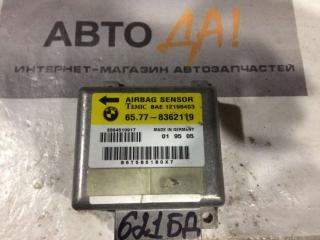 АВТО ДА!
ИНТЕРНЕТ-МАГАЗИН АВТОЗАПЧАСТЕЙ
AIRBAG SENSOR
TEMIC BAE 12198403
65.77-8362119
MADE IN GERMANY
01 95 05
621БД